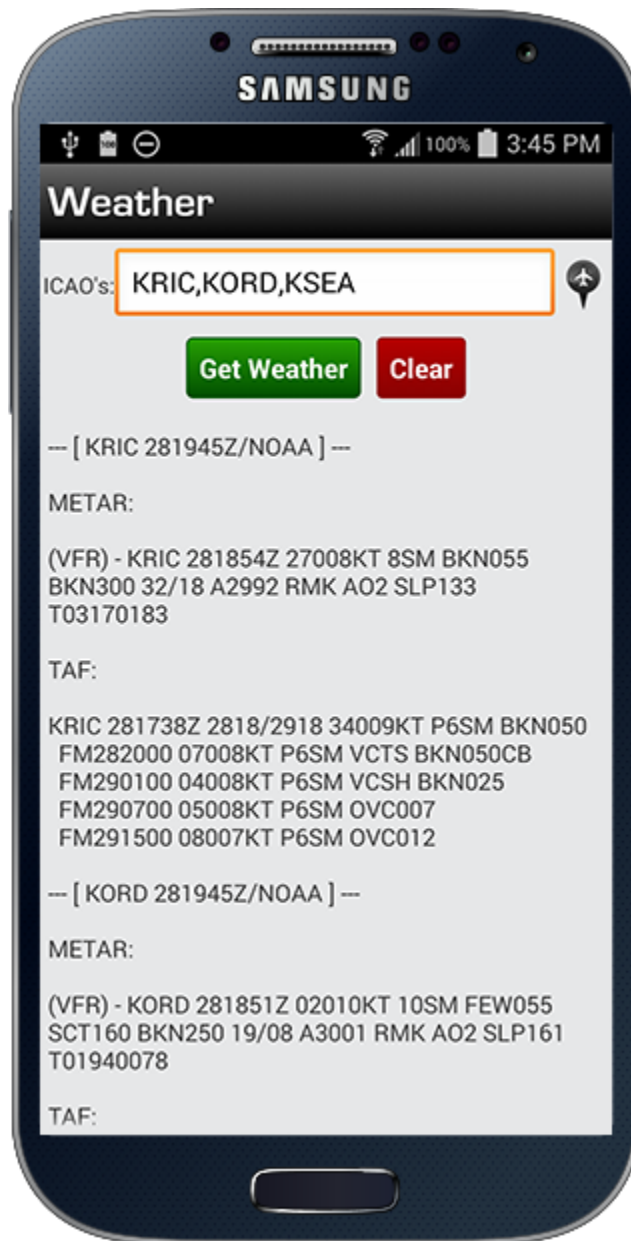 SAMSUNG
100% 3:45 PM
Weather
ICAO's: KRIC,KORD,KSEA
Get Weather Clear
--- [ KRIC 281945Z/NOAA ] ---
METAR:
(VFR) - KRIC 281854Z 27008KT 8SM BKN055
BKN300 32/18 A2992 RMK AO2 SLP133
T03170183
TAF:
KRIC 281738Z 2818/2918 34009KT P6SM BKN050
FM282000 07008KT P6SM VCTS BKN050CB
FM290100 04008KT P6SM VCSH BKN025
FM290700 05008KT P6SM OVC007
FM291500 08007KT P6SM OVC012
--- [ KORD 281945Z/NOAA ] ---
METAR:
(VFR) - KORD 281851Z 02010KT 10SM FEW055
SCT160 BKN250 19/08 A3001 RMK AO2 SLP161
T01940078
TAF: